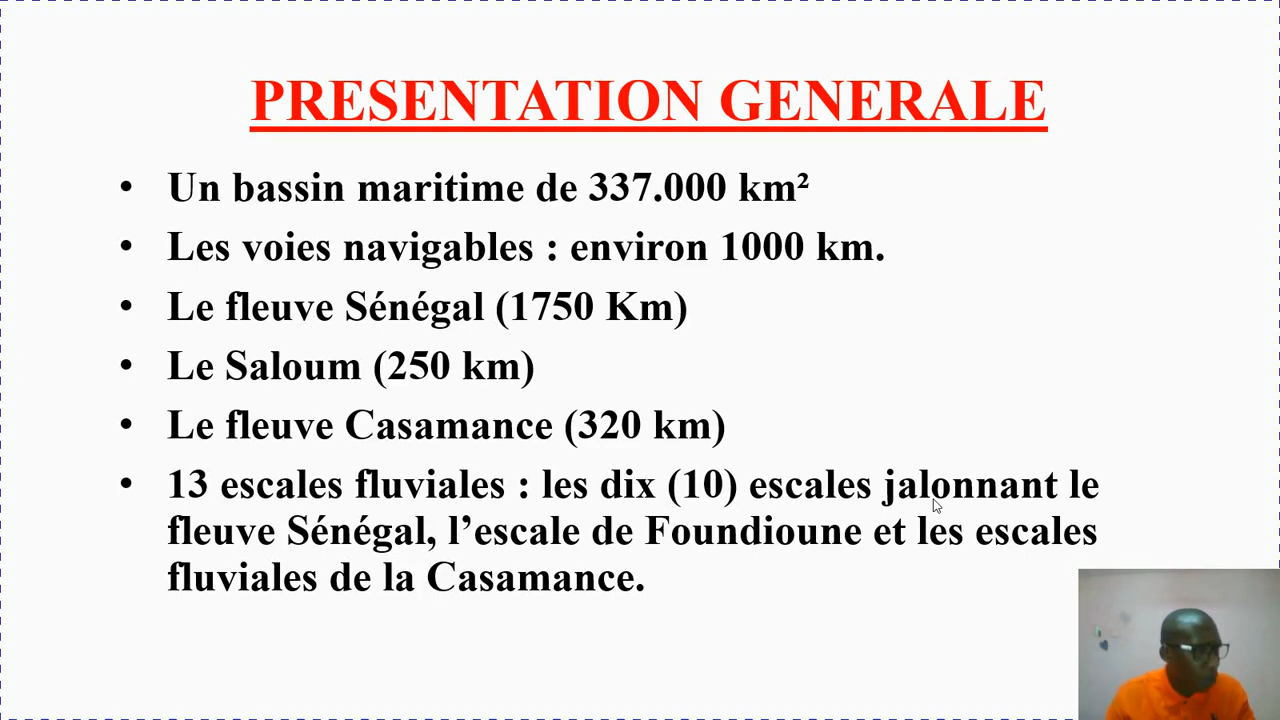 PRESENTATION GENERALE
• Un bassin maritime de 337.000 km²
• Les voies navigables : environ 1000 km.
• Le fleuve Sénégal (1750 Km)
• Le Saloum (250 km)
• Le fleuve Casamance (320 km)
• 13 escales fluviales : les dix (10) escales jalonnant le
fleuve Sénégal, l’escale de Foundioune et les escales
fluviales de la Casamance.